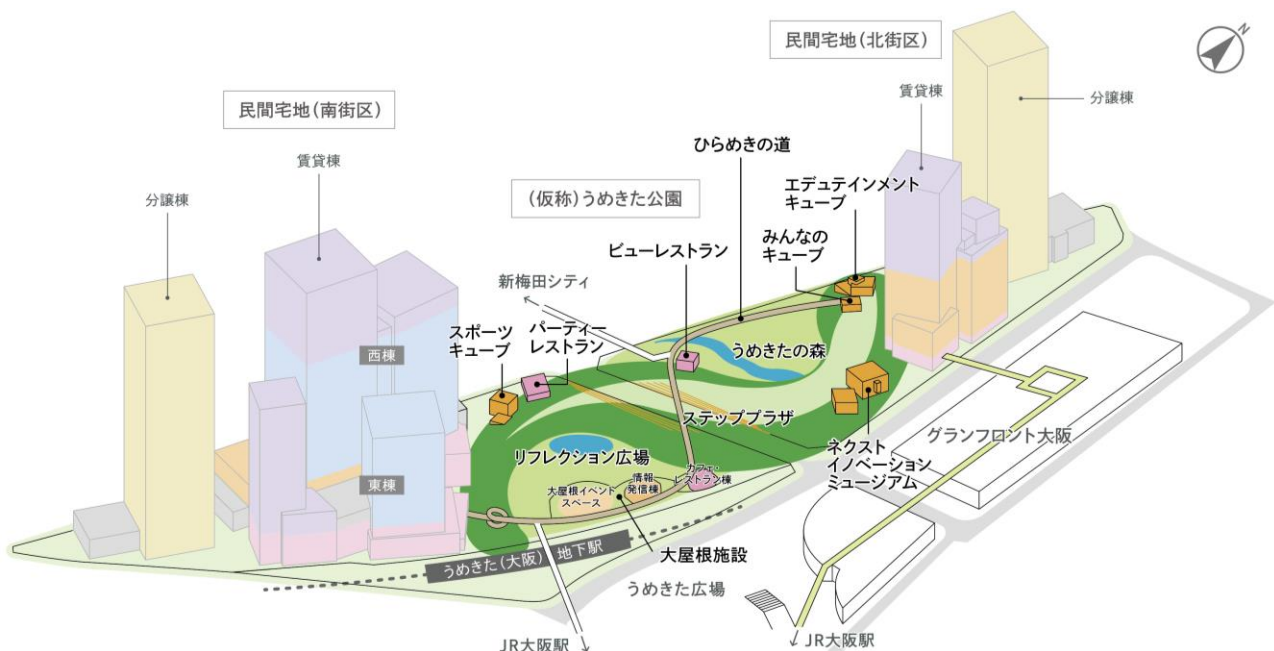 N
民間宅地(北街区)
民間宅地(南街区)
賃貸棟
分譲棟
ひらめきの道
賃貸棟
エデュテインメント
キューブ
(仮称)うめきた公園
分譲棟
みんなの
キューブ
ビューレストラン
新梅田シティ
スポーツ
キューブ
パーティー
レストラン
西棟
うめきたの森
ステッププラザ
グランフロント大阪
ネクスト
イノベーション
ミュージアム
リフレクション広場
カフェ・
レストラン棟
情報
発信棟
大屋根イベント
スペース
東棟
大屋根施設
うめきた(大阪) 地下駅
うめきた広場
JR大阪駅
JR大阪駅